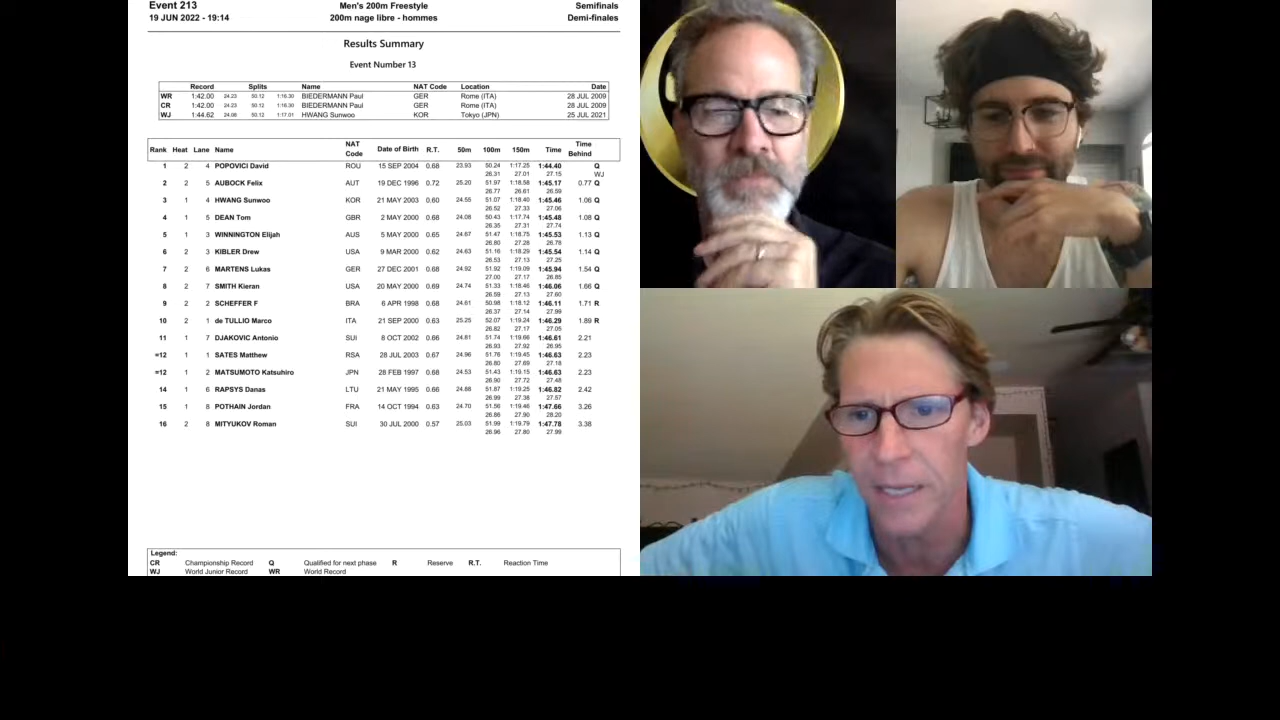 Event 213 Men's 200m Freestyle Semifinals
19 JUN 2022 - 19:14 200m nage libre - hommes Demi-finales
Results Summary
Event Number 13
Record Splits Name NAT Code Location Date
WR 1:42.00 24.23 50.12 1:16.30 BIEDERMANN Paul GER Rome (ITA) 28 JUL 2009
CR 1:42.00 24.23 50.12 1:16.30 BIEDERMANN Paul GER Rome (ITA) 28 JUL 2009
WJ 1:44.62 24.06 50.12 1:17.01 HWANG Sunwoo KOR Tokyo (JPN) 25 JUL 2021
Rank Heat Lane Name NAT Code Date of Birth R.T. 50m 100m 150m Time Time Behind
1 2 4 POPOVICI David ROU 15 SEP 2004 0.68 23.93 50.24 1:17.25 1:44.40 Q
26.31 27.01 27.15 WJ
2 2 5 AUBOCK Felix AUT 19 DEC 1996 0.72 25.20 51.97 1:18.58 1:45.17 0.77 Q
26.77 26.61 26.59
3 1 4 HWANG Sunwoo KOR 21 MAY 2003 0.60 24.55 51.07 1:18.40 1:45.46 1.06 Q
26.52 27.33 27.06
4 1 5 DEAN Tom GBR 2 MAY 2000 0.68 24.08 50.43 1:17.74 1:45.48 1.08 Q
26.35 27.31 27.74
5 1 3 WINNINGTON Elijah AUS 5 MAY 2000 0.65 24.67 51.47 1:18.75 1:45.53 1.13 Q
26.80 27.28 26.78
6 2 3 KIBLER Drew USA 9 MAR 2000 0.62 24.63 51.16 1:18.29 1:45.54 1.14 Q
26.53 27.13 27.25
7 2 6 MARTENS Lukas GER 27 DEC 2001 0.68 24.92 51.92 1:19.09 1:45.94 1.54 Q
27.00 27.17 26.85
8 2 7 SMITH Kieran USA 20 MAY 2000 0.69 24.74 51.33 1:18.46 1:46.06 1.66 Q
26.59 27.13 27.60
9 2 2 SCHEFFER F BRA 6 APR 1998 0.68 24.61 50.98 1:18.12 1:46.11 1.71 R
26.37 27.14 27.99
10 2 1 de TULLIO Marco ITA 21 SEP 2000 0.63 25.25 52.07 1:19.24 1:46.29 1.89 R
26.82 27.17 27.05
11 1 7 DJAKOVIC Antonio SUI 8 OCT 2002 0.66 24.81 51.74 1:19.66 1:46.61 2.21
26.93 27.92 26.95
=12 1 1 SATES Matthew RSA 28 JUL 2003 0.67 24.96 51.76 1:19.45 1:46.63 2.23
26.80 27.69 27.18
=12 1 2 MATSUMOTO Katsuhiro JPN 28 FEB 1997 0.68 24.53 51.43 1:19.15 1:46.63 2.23
26.90 27.72 27.48
14 1 6 RAPSYS Danas LTU 21 MAY 1995 0.66 24.88 51.87 1:19.25 1:46.82 2.42
26.99 27.38 27.57
15 1 8 POTHAIN Jordan FRA 14 OCT 1994 0.63 24.70 51.56 1:19.46 1:47.66 3.26
26.86 27.90 28.20
16 2 8 MITYUKOV Roman SUI 30 JUL 2000 0.57 25.03 51.99 1:19.79 1:47.78 3.38
26.96 27.80 27.99
Legend:
CR Championship Record Q Qualified for next phase R Reserve R.T. Reaction Time
WJ World Junior Record WR World Record